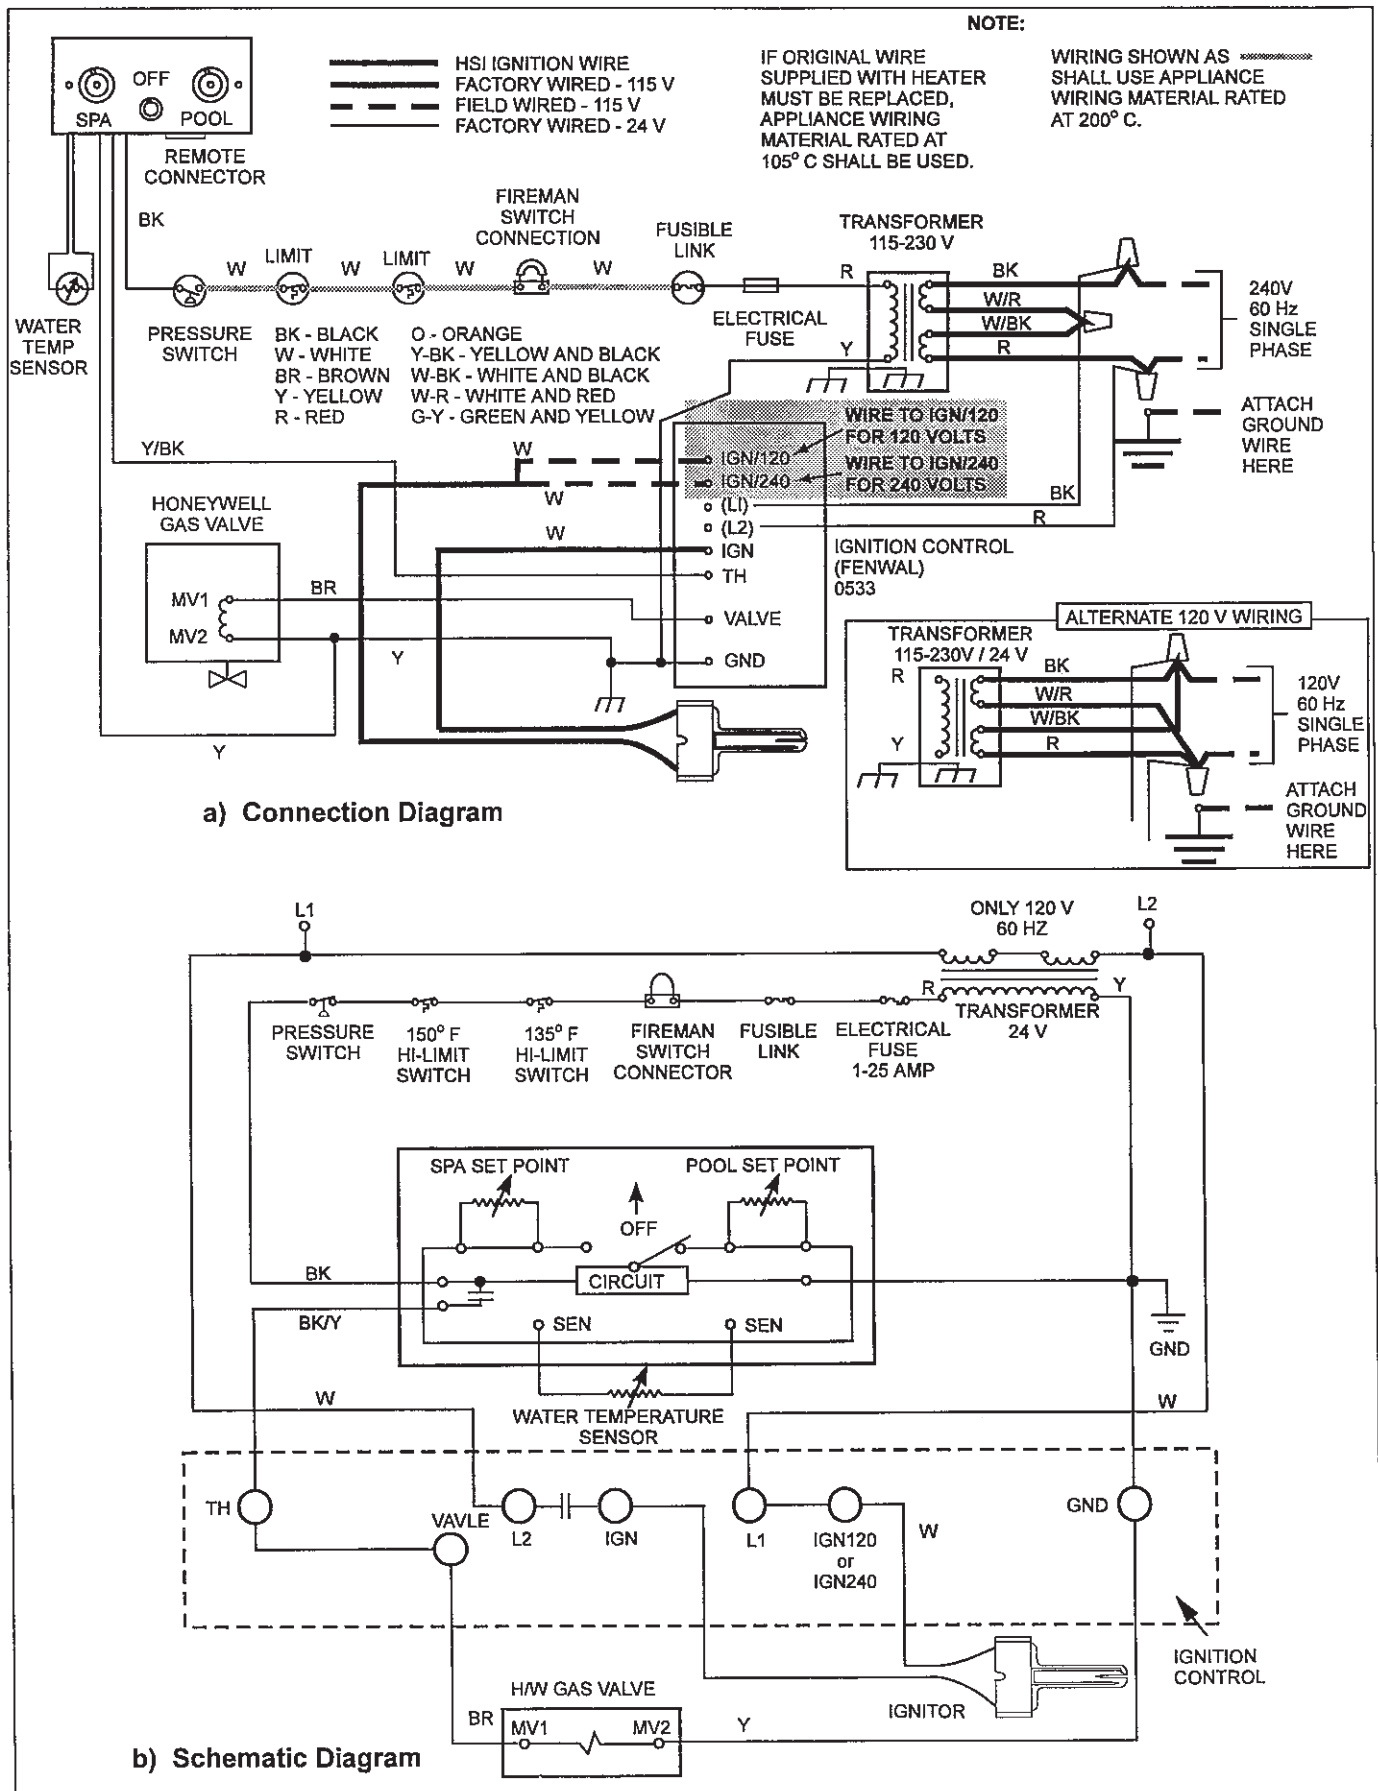 NOTE:
OFF
SPA
POOL
REMOTE
CONNECTOR
HSI IGNITION WIRE
FACTORY WIRED - 115 V
FIELD WIRED - 115 V
FACTORY WIRED - 24 V
IF ORIGINAL WIRE
SUPPLIED WITH HEATER
MUST BE REPLACED,
APPLIANCE WIRING
MATERIAL RATED AT
105° C SHALL BE USED.
WIRING SHOWN AS
SHALL USE APPLIANCE
WIRING MATERIAL RATED
AT 200° C.
BK
W
LIMIT
W
LIMIT
W
FIREMAN
SWITCH
CONNECTION
W
FUSIBLE
LINK
ELECTRICAL
FUSE
TRANSFORMER
115-230 V
R
Y
BK
W/R
W/BK
R
240V
60 Hz
SINGLE
PHASE
ATTACH
GROUND
WIRE
HERE
WATER
TEMP
SENSOR
PRESSURE
SWITCH
BK - BLACK
W - WHITE
BR - BROWN
Y - YELLOW
R - RED
O - ORANGE
Y-BK - YELLOW AND BLACK
W-BK - WHITE AND BLACK
W-R - WHITE AND RED
G-Y - GREEN AND YELLOW
Y/BK
W
W
W
IGN/120
IGN/240
(LI)
(L2)
IGN
TH
VALVE
GND
WIRE TO IGN/120
FOR 120 VOLTS
WIRE TO IGN/240
FOR 240 VOLTS
BK
R
IGNITION CONTROL
(FENWAL)
0533
HONEYWELL
GAS VALVE
MV1
MV2
BR
Y
Y
ALTERNATE 120 V WIRING
TRANSFORMER
115-230V / 24 V
R
Y
BK
W/R
W/BK
R
120V
60 Hz
SINGLE
PHASE
ATTACH
GROUND
WIRE
HERE
a) Connection Diagram
L1
ONLY 120 V
60 HZ
L2
R
Y
TRANSFORMER
24 V
PRESSURE
SWITCH
150° F
HI-LIMIT
SWITCH
135° F
HI-LIMIT
SWITCH
FIREMAN
SWITCH
CONNECTOR
FUSIBLE
LINK
ELECTRICAL
FUSE
1-25 AMP
SPA SET POINT
POOL SET POINT
OFF
CIRCUIT
BK
BK/Y
SEN
SEN
GND
W
WATER TEMPERATURE
SENSOR
W
TH
VAVLE
L2
IGN
L1
IGN120
or
IGN240
W
GND
IGNITION
CONTROL
IGNITOR
H/W GAS VALVE
BR
MV1
MV2
Y
b) Schematic Diagram